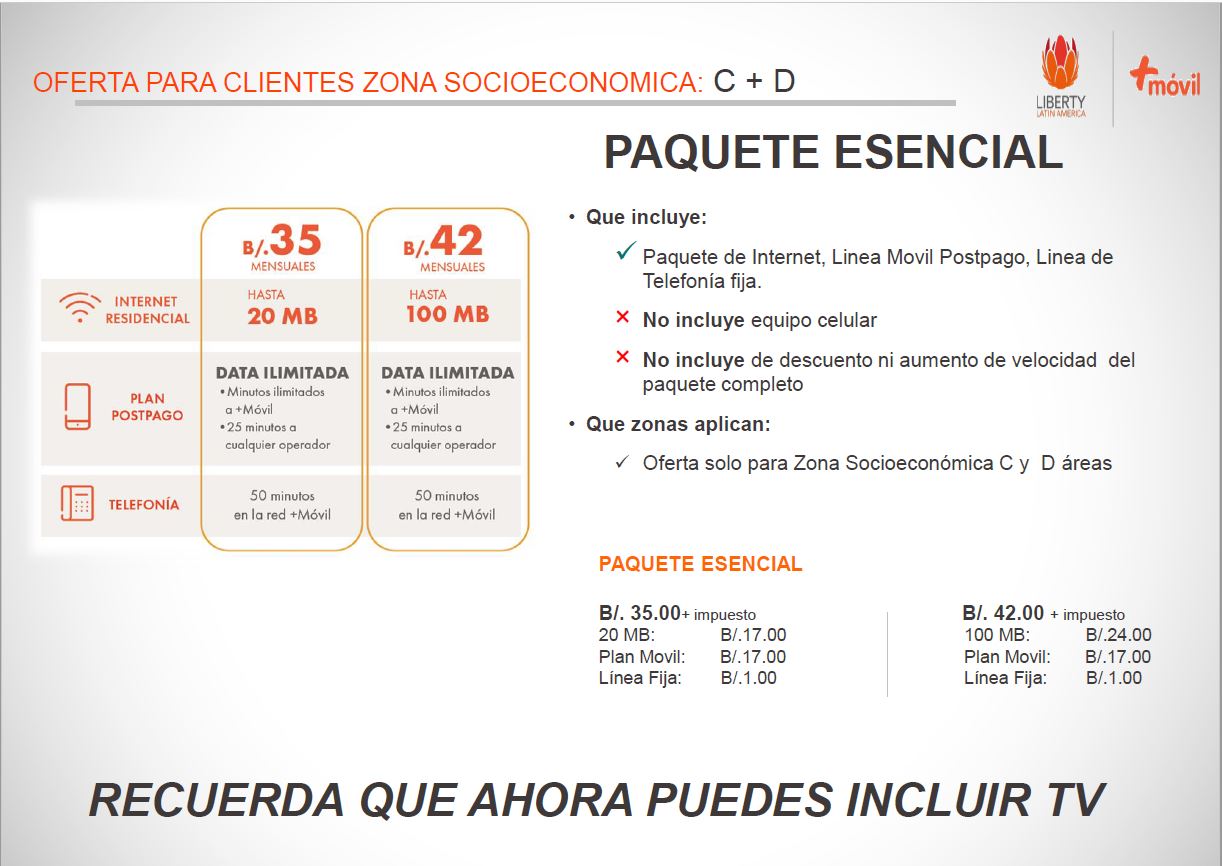 OFERTA PARA CLIENTES ZONA SOCIOECONOMICA: C + D
LIBERTY
LATIN AMERICA
+móvil
PAQUETE ESENCIAL
B/.35
MENSUALES
B/.42
MENSUALES
INTERNET
RESIDENCIAL
HASTA
20 MB
HASTA
100 MB
PLAN
POSTPAGO
DATA ILIMITADA
•Minutos ilimitados
a +Móvil
•25 minutos a
cualquier operador
DATA ILIMITADA
•Minutos ilimitados
a +Móvil
•25 minutos a
cualquier operador
TELEFONÍA
50 minutos
en la red +Móvil
50 minutos
en la red +Móvil
• Que incluye:
✓ Paquete de Internet, Linea Movil Postpago, Linea de
Telefonía fija.
× No incluye equipo celular
× No incluye de descuento ni aumento de velocidad del
paquete completo
• Que zonas aplican:
✓ Oferta solo para Zona Socioeconómica C y D áreas
PAQUETE ESENCIAL
B/. 35.00+ impuesto
20 MB: B/.17.00
Plan Movil: B/.17.00
Línea Fija: B/.1.00
B/. 42.00 + impuesto
100 MB: B/.24.00
Plan Movil: B/.17.00
Línea Fija: B/.1.00
RECUERDA QUE AHORA PUEDES INCLUIR TV